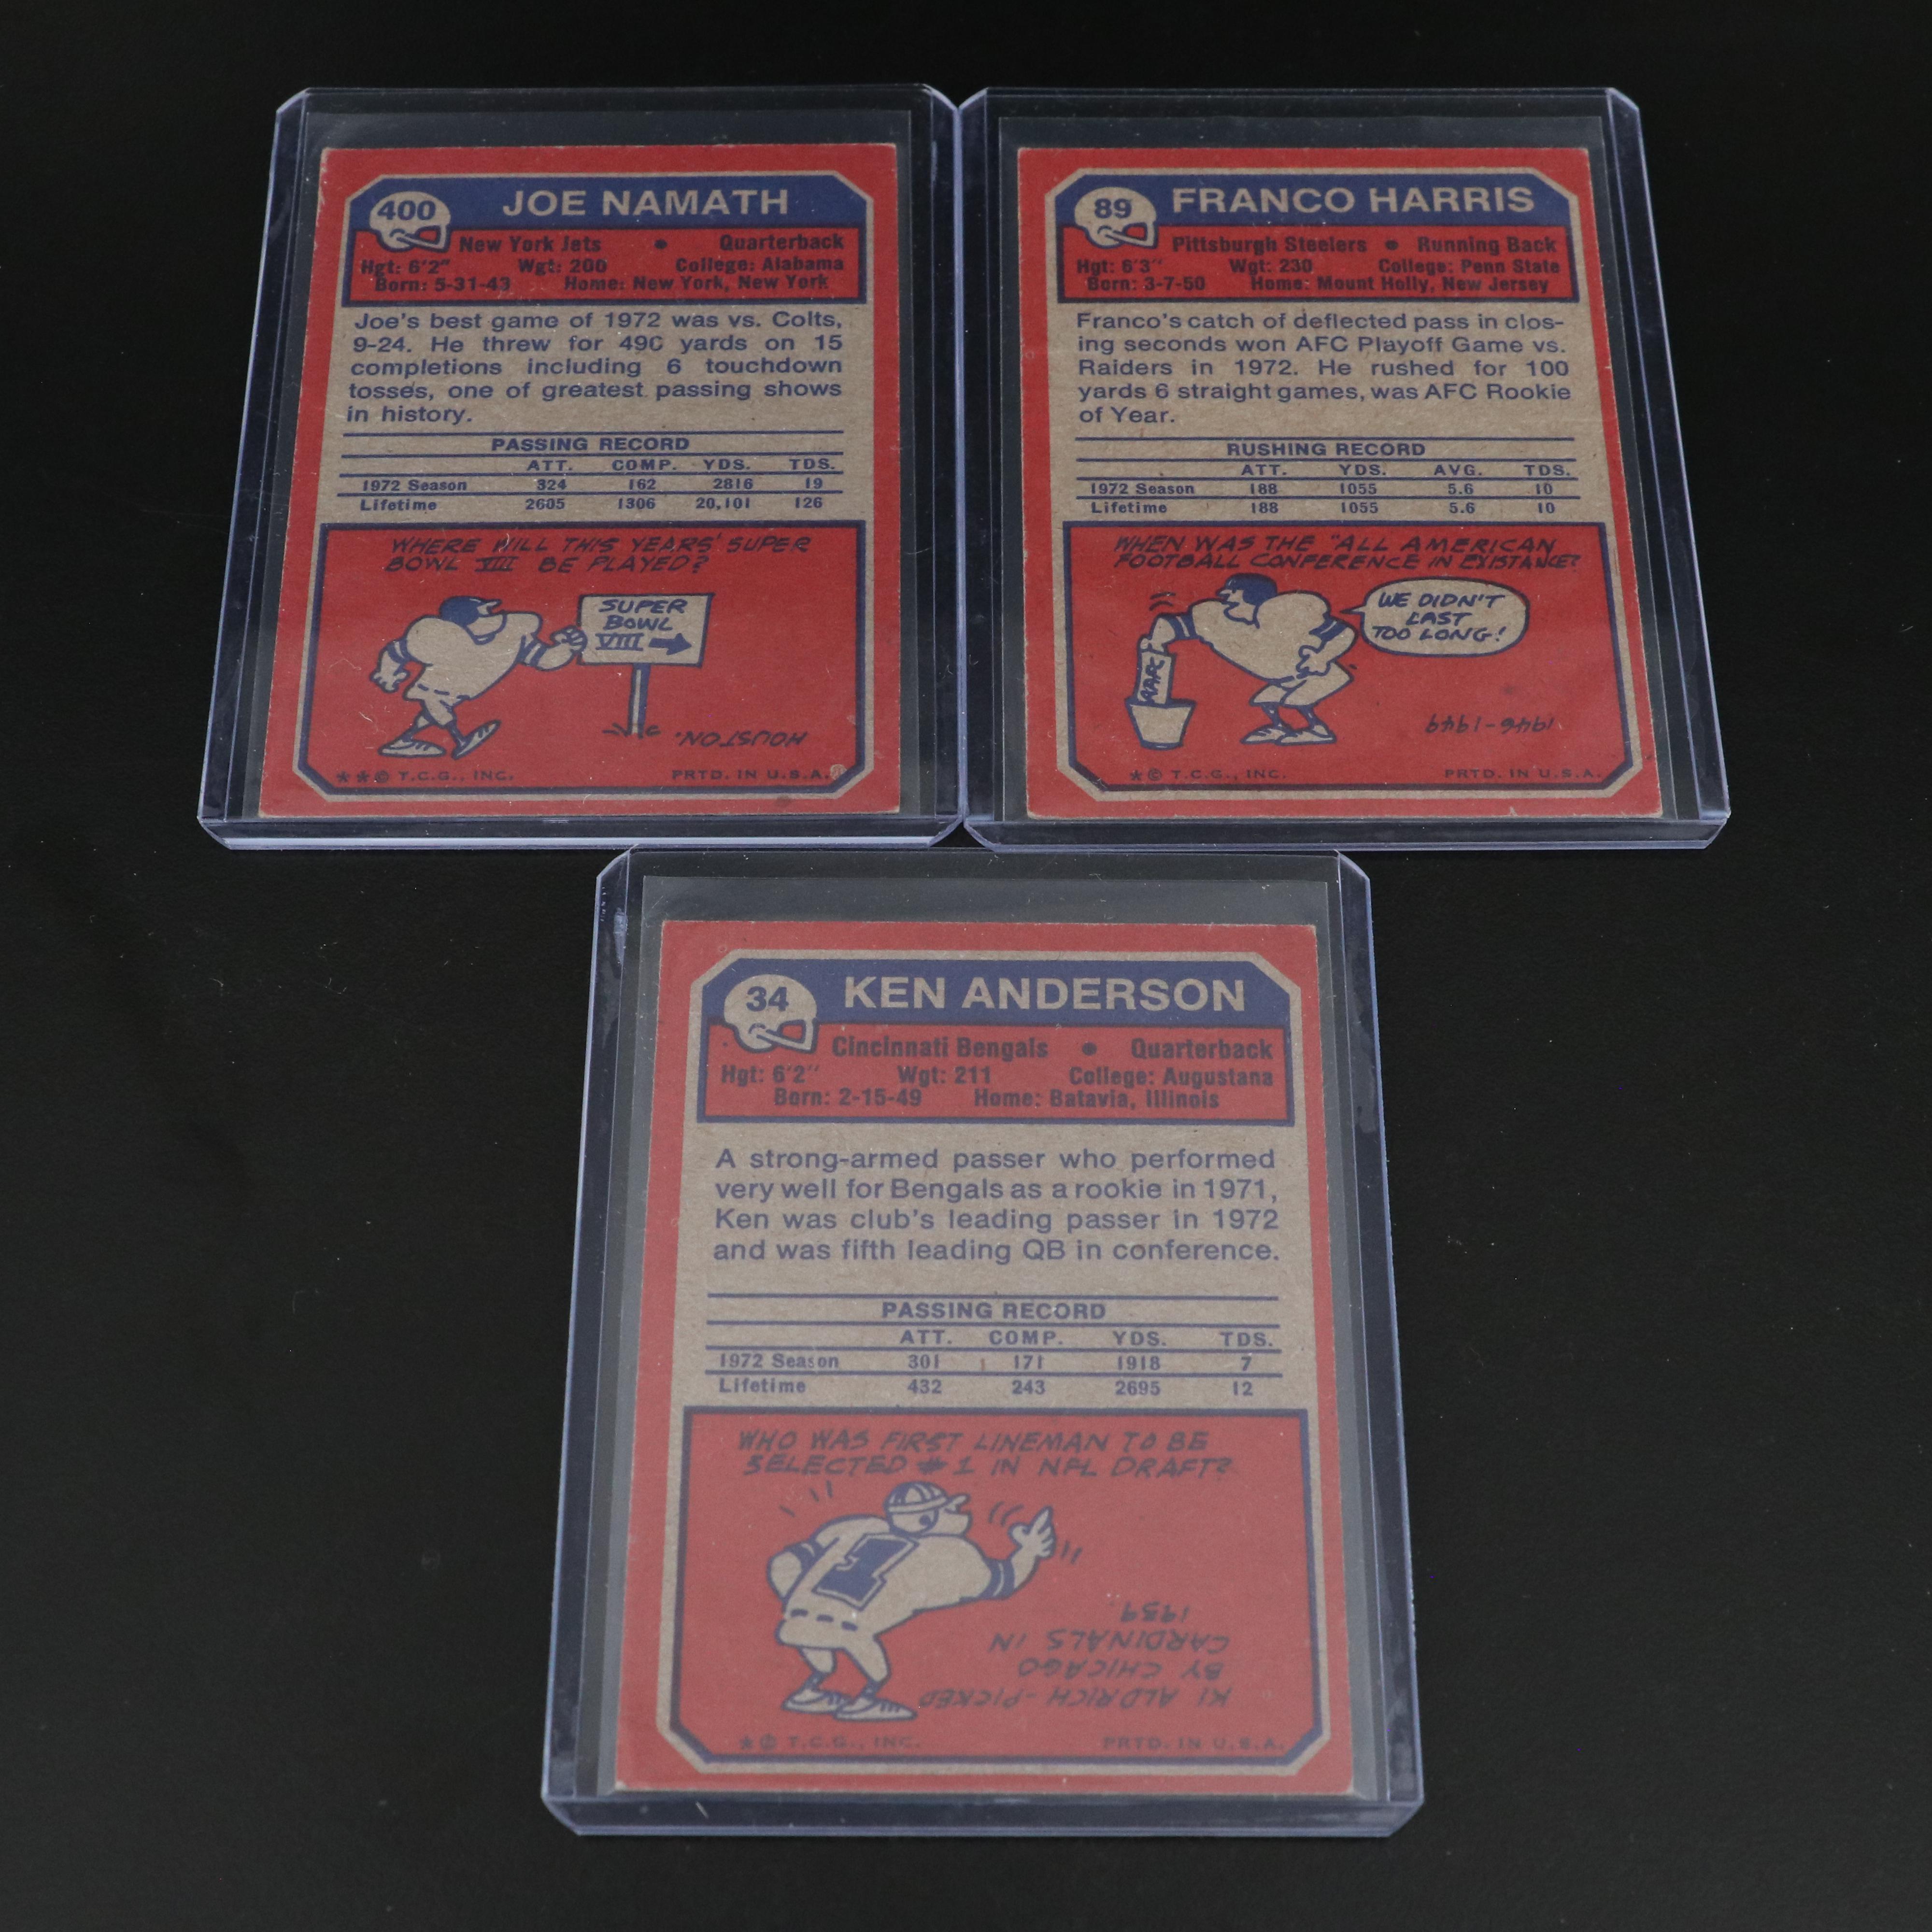 400 JOE NAMATH
New York Jets • Quarterback
Hgt: 6'2" Wgt: 200 College: Alabama
Born: 5-31-43 Home: New York, New York
Joe's best game of 1972 was vs. Colts,
9-24. He threw for 490 yards on 15
completions including 6 touchdown
tosses, one of greatest passing shows
in history.
PASSING RECORD
ATT. COMP. YDS. TDS.
1972 Season 324 162 2816 19
Lifetime 2605 1306 20,101 126
WHERE WILL THIS YEARS' SUPER
BOWL VIII BE PLAYED?
SUPER
BOWL
VIII
HOUSTON.
★★© T.C.G., INC. PRTD. IN U.S.A.
89 FRANCO HARRIS
Pittsburgh Steelers • Running Back
Hgt: 6'3" Wgt: 230 College: Penn State
Born: 3-7-50 Home: Mount Holly, New Jersey
Franco's catch of deflected pass in clos-
ing seconds won AFC Playoff Game vs.
Raiders in 1972. He rushed for 100
yards 6 straight games, was AFC Rookie
of Year.
RUSHING RECORD
ATT. YDS. AVG. TDS.
1972 Season 188 1055 5.6 10
Lifetime 188 1055 5.6 10
WHEN WAS THE "ALL AMERICAN
FOOTBALL CONFERENCE IN EXISTANCE?
WE DIDN'T
LAST
TOO LONG!
AAFC
1946-1949
★© T.C.G., INC. PRTD. IN U.S.A.
34 KEN ANDERSON
Cincinnati Bengals • Quarterback
Hgt: 6'2" Wgt: 211 College: Augustana
Born: 2-15-49 Home: Batavia, Illinois
A strong-armed passer who performed
very well for Bengals as a rookie in 1971,
Ken was club's leading passer in 1972
and was fifth leading QB in conference.
PASSING RECORD
ATT. COMP. YDS. TDS.
1972 Season 301 171 1918 7
Lifetime 432 243 2695 12
WHO WAS FIRST LINEMAN TO BE
SELECTED #1 IN NFL DRAFT?
1
KI ALDRICH-PICKED
BY CHICAGO
CARDINALS IN
1939.
★© T.C.G., INC. PRTD. IN U.S.A.